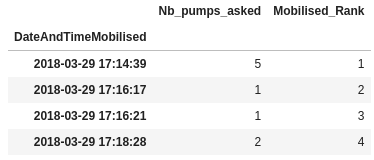 Nb_pumps_asked Mobilised_Rank
DateAndTimeMobilised
2018-03-29 17:14:39 5 1
2018-03-29 17:16:17 1 2
2018-03-29 17:16:21 1 3
2018-03-29 17:18:28 2 4